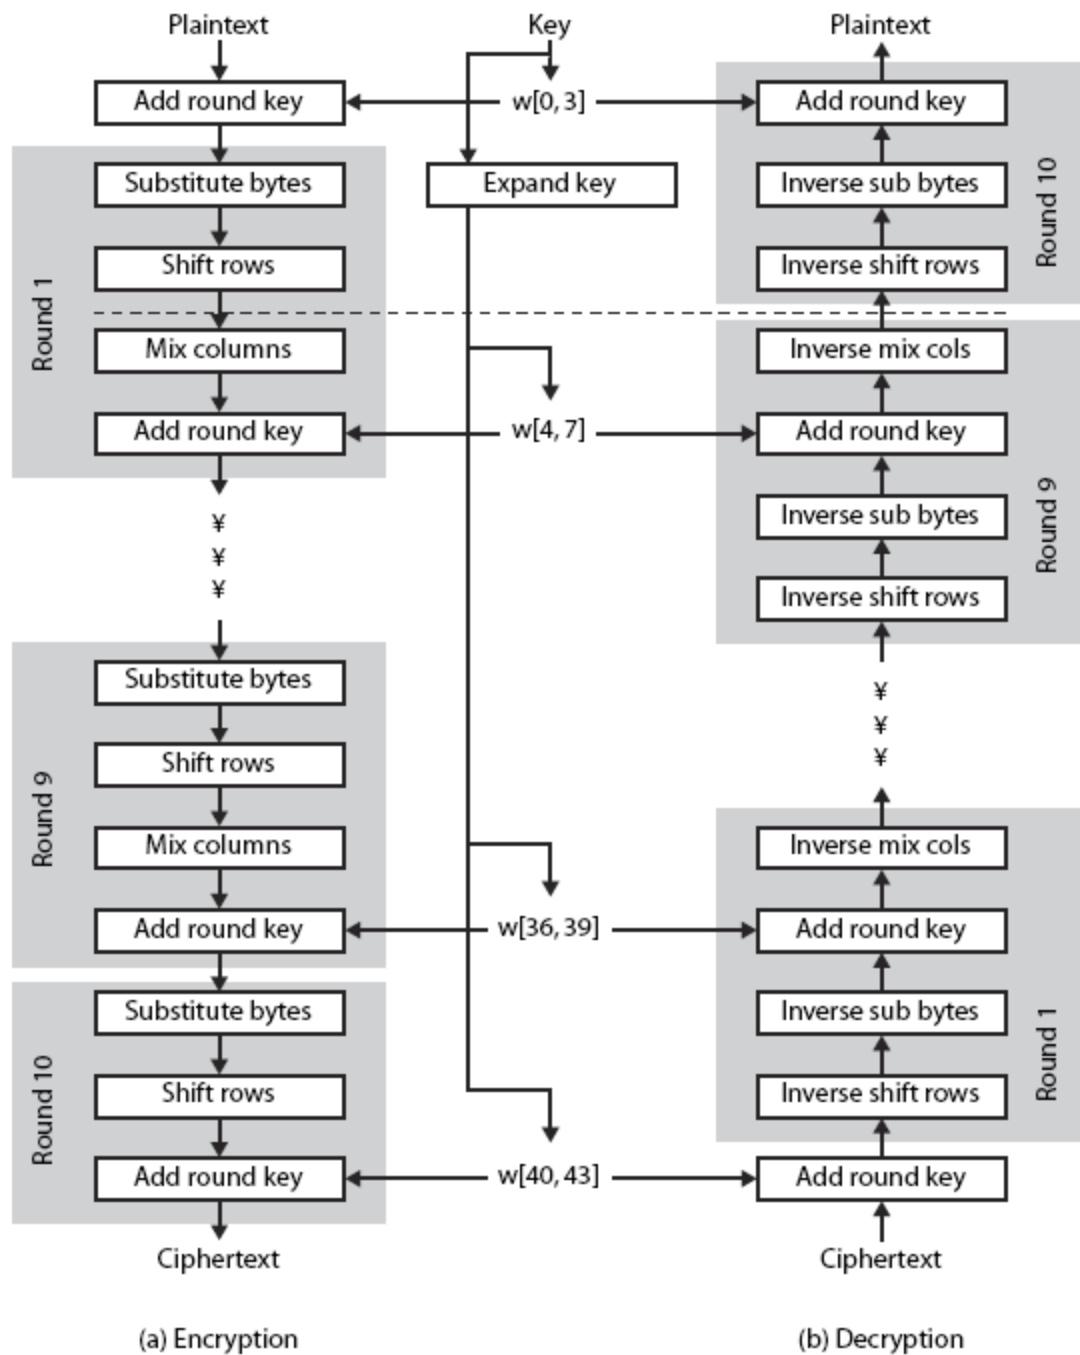 Plaintext
Key
Plaintext
Add round key
w[0, 3]
Add round key
Substitute bytes
Expand key
Inverse sub bytes
Round 10
Shift rows
Inverse shift rows
Round 1
Mix columns
Inverse mix cols
Add round key
w[4, 7]
Add round key
¥
Inverse sub bytes
Round 9
¥
¥
Inverse shift rows
Substitute bytes
¥
¥
Shift rows
¥
Round 9
Mix columns
Inverse mix cols
Add round key
w[36, 39]
Add round key
Substitute bytes
Inverse sub bytes
Round 1
Round 10
Shift rows
Inverse shift rows
Add round key
w[40, 43]
Add round key
Ciphertext
Ciphertext
(a) Encryption
(b) Decryption